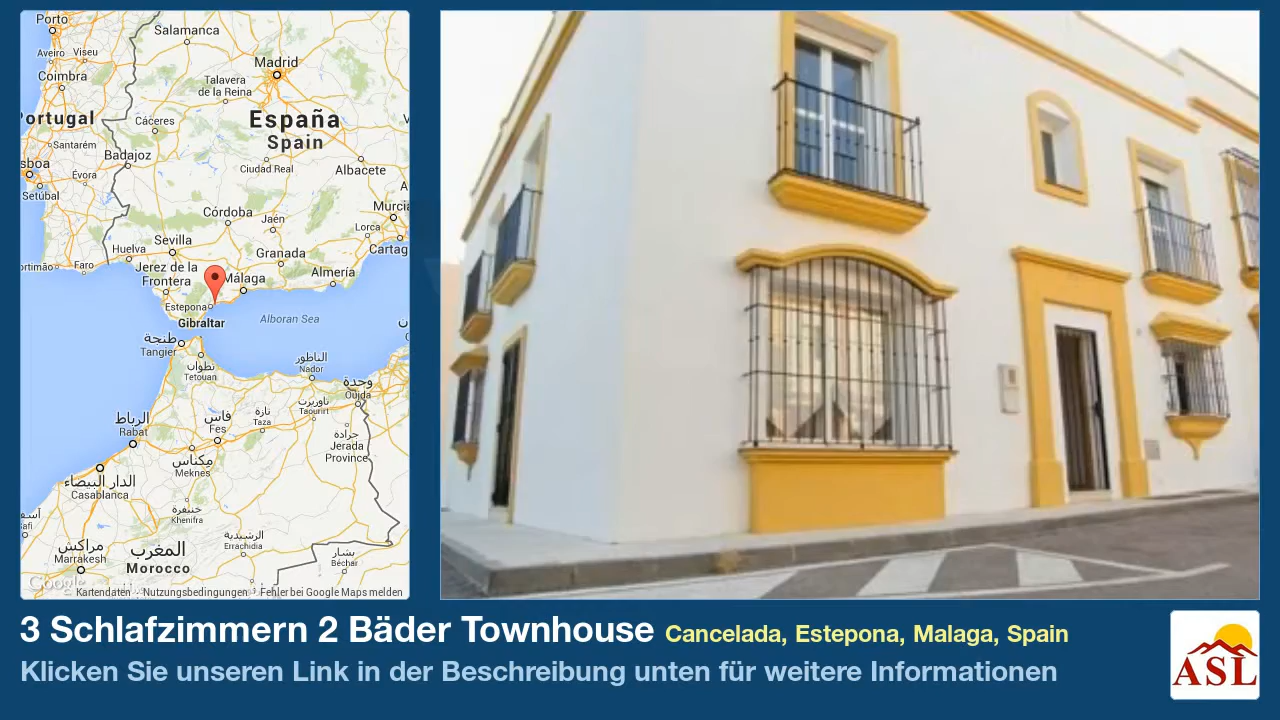 Porto
Salamanca
Aveiro
Viseu
Coimbra
Madrid
Talavera
de la Reina
España
Spain
Portugal
Cáceres
Santarém
Badajoz
Ciudad Real
Albacete
Évora
Setúbal
Córdoba
Jaén
Murcia
Lorca
Sevilla
Huelva
Granada
Cartag
Faro
Jerez de la
Frontera
Málaga
Almería
Estepona
Gibraltar
Alboran Sea
طنجة
Tangier
تطوان
Tetouan
الناظور
Nador
وجدة
Oujda
تاوريرت
Taourirt
الرباط
Rabat
فاس
Fes
تازة
Taza
جرادة
Jerada
Province
مكناس
Meknes
الدار البيضاء
Casablanca
خنيفرة
Khenifra
الرشيدية
Errachidia
مراكش
Marrakesh
المغرب
Morocco
بشار
Béchar
Google
Kartendaten
Nutzungsbedingungen
Fehler bei Google Maps melden
3 Schlafzimmern 2 Bäder Townhouse Cancelada, Estepona, Malaga, Spain
Klicken Sie unseren Link in der Beschreibung unten für weitere Informationen
ASL